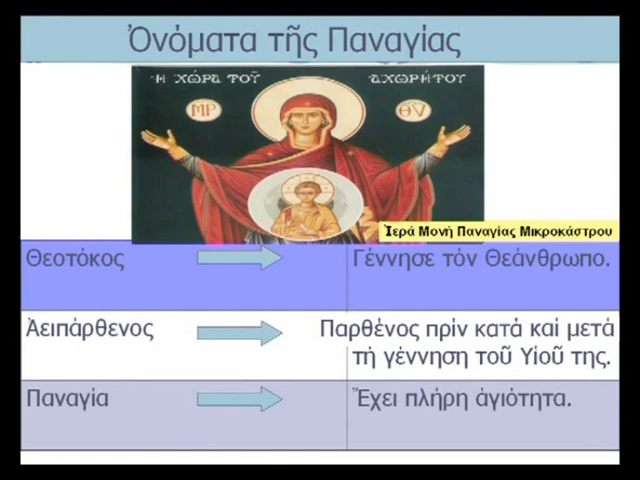 Ὀνόματα τῆς Παναγίας
Ἡ ΧΩΡΑ ΤΟΥ͂ ἈΧΩΡΉΤΟΥ
ΜΡ ΘΥ
Ἱερά Μονή Παναγίας Μικροκάστρου
Θεοτόκος Γέννησε τόν Θεάνθρωπο.
Ἀειπάρθενος Παρθένος πρίν κατά καί μετά
τή γέννηση τοῦ Υἱοῦ της.
Παναγία Ἔχει πλήρη ἁγιότητα.